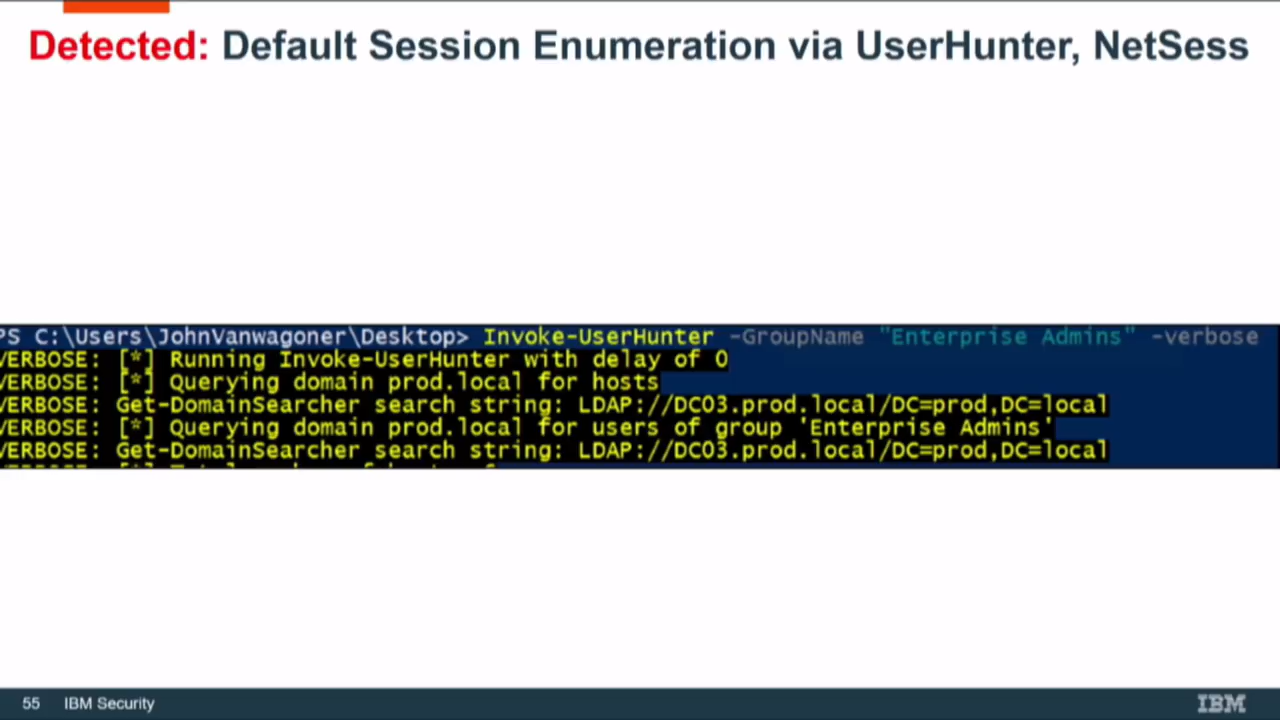 Detected: Default Session Enumeration via UserHunter, NetSess
PS C:\Users\JohnVanwagoner\Desktop> Invoke-UserHunter -GroupName "Enterprise Admins" -verbose
VERBOSE: [*] Running Invoke-UserHunter with delay of 0
VERBOSE: [*] Querying domain prod.local for hosts
VERBOSE: Get-DomainSearcher search string: LDAP://DC03.prod.local/DC=prod,DC=local
VERBOSE: [*] Querying domain prod.local for users of group 'Enterprise Admins'
VERBOSE: Get-DomainSearcher search string: LDAP://DC03.prod.local/DC=prod,DC=local
55 IBM Security
IBM